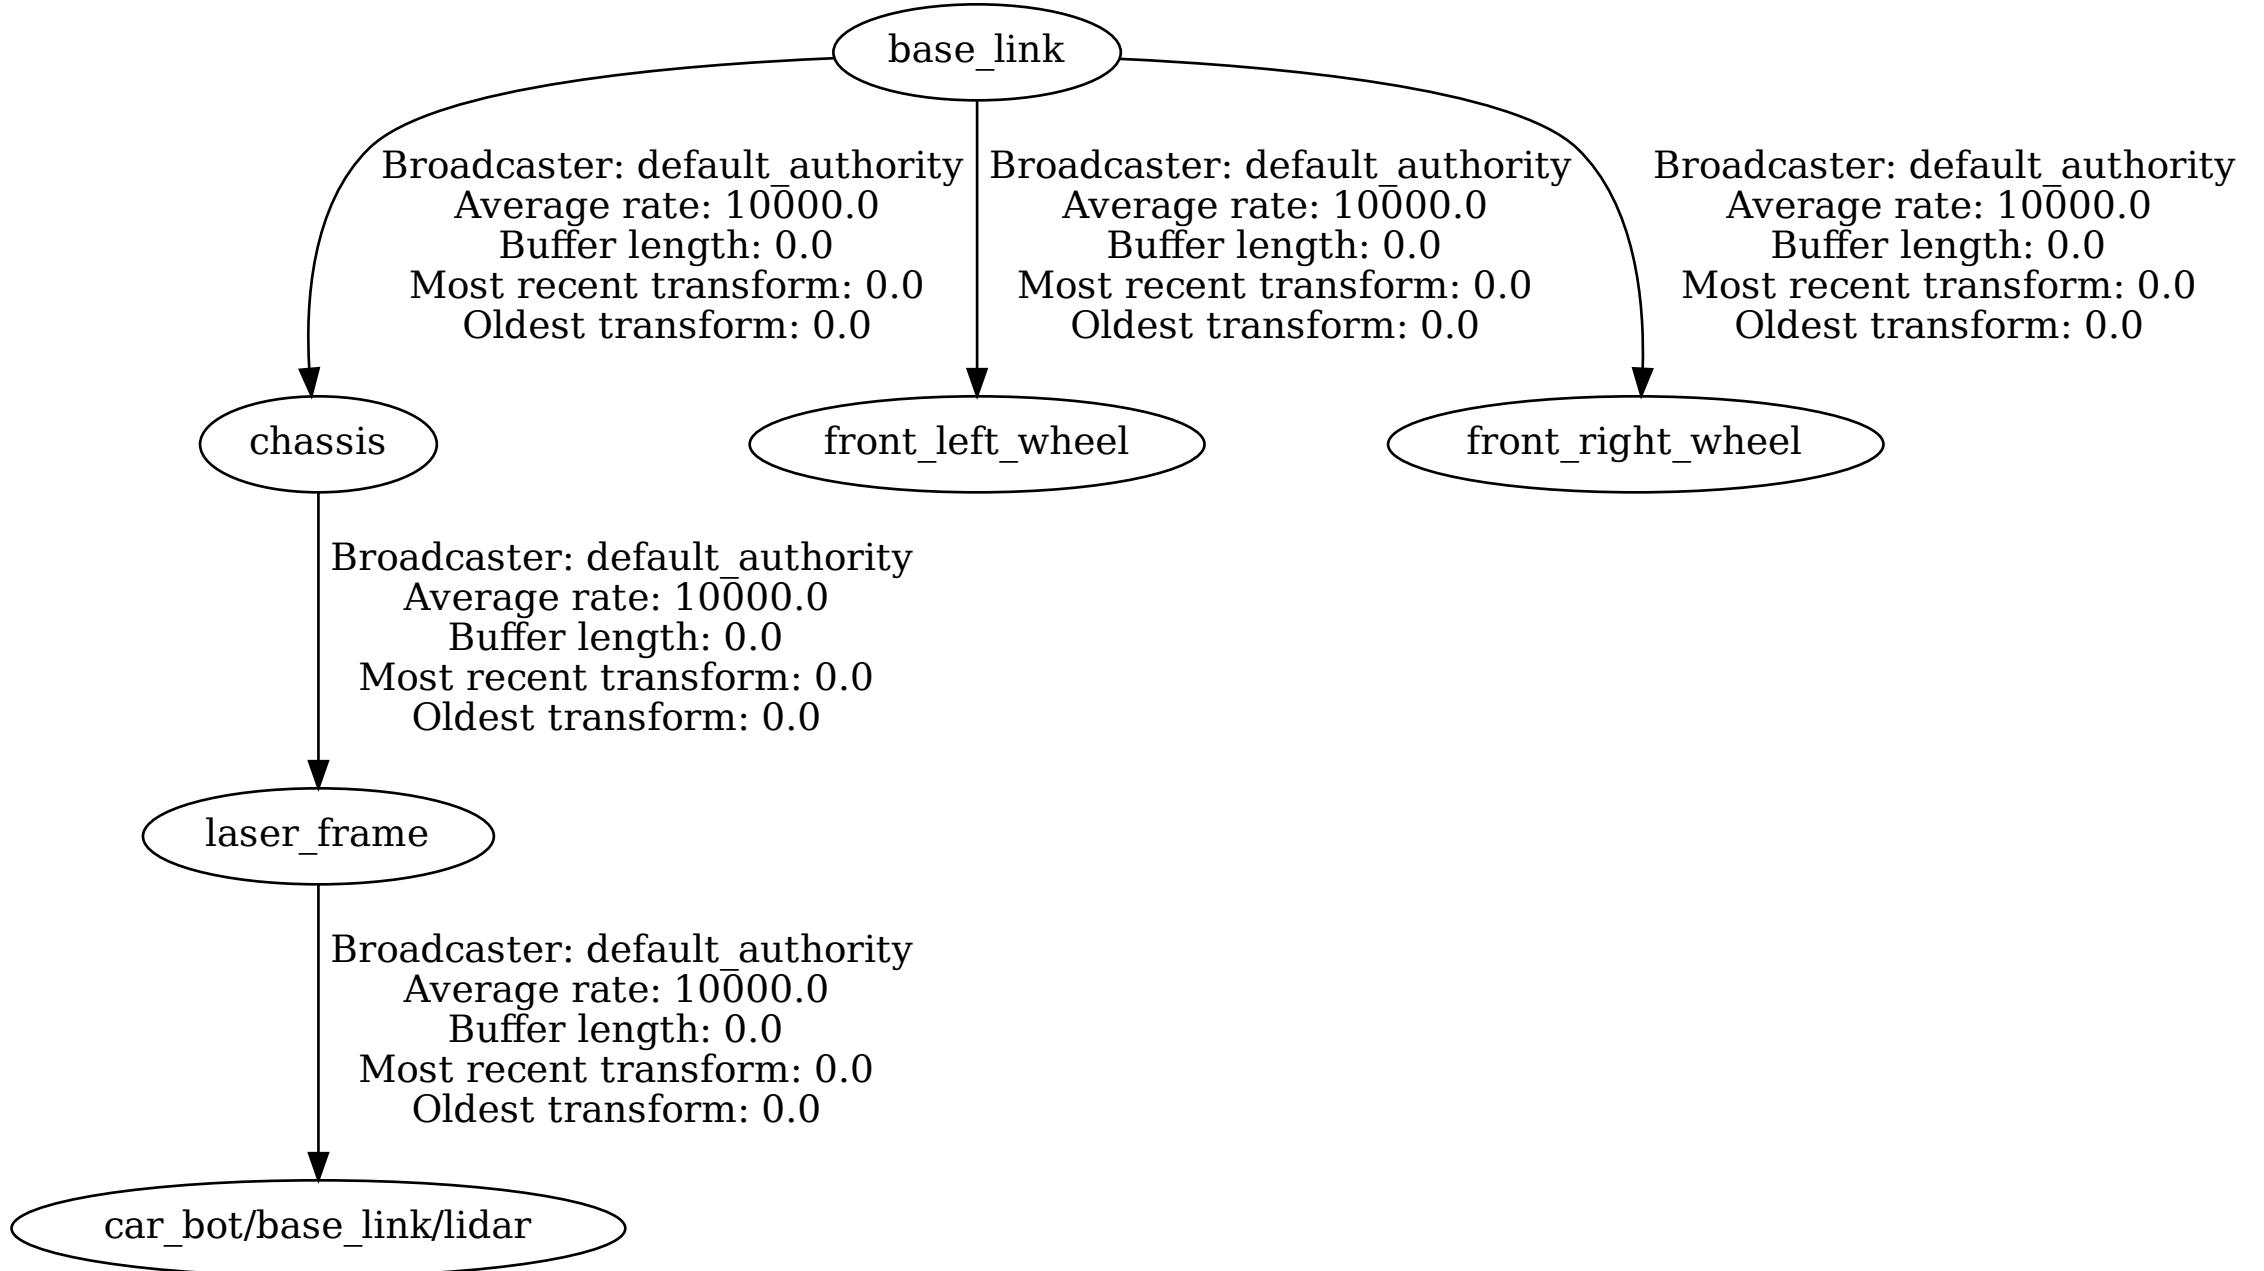 base_link
Broadcaster: default_authority
Average rate: 10000.0
Buffer length: 0.0
Most recent transform: 0.0
Oldest transform: 0.0
Broadcaster: default_authority
Average rate: 10000.0
Buffer length: 0.0
Most recent transform: 0.0
Oldest transform: 0.0
Broadcaster: default_authority
Average rate: 10000.0
Buffer length: 0.0
Most recent transform: 0.0
Oldest transform: 0.0
chassis
front_left_wheel
front_right_wheel
Broadcaster: default_authority
Average rate: 10000.0
Buffer length: 0.0
Most recent transform: 0.0
Oldest transform: 0.0
laser_frame
Broadcaster: default_authority
Average rate: 10000.0
Buffer length: 0.0
Most recent transform: 0.0
Oldest transform: 0.0
car_bot/base_link/lidar